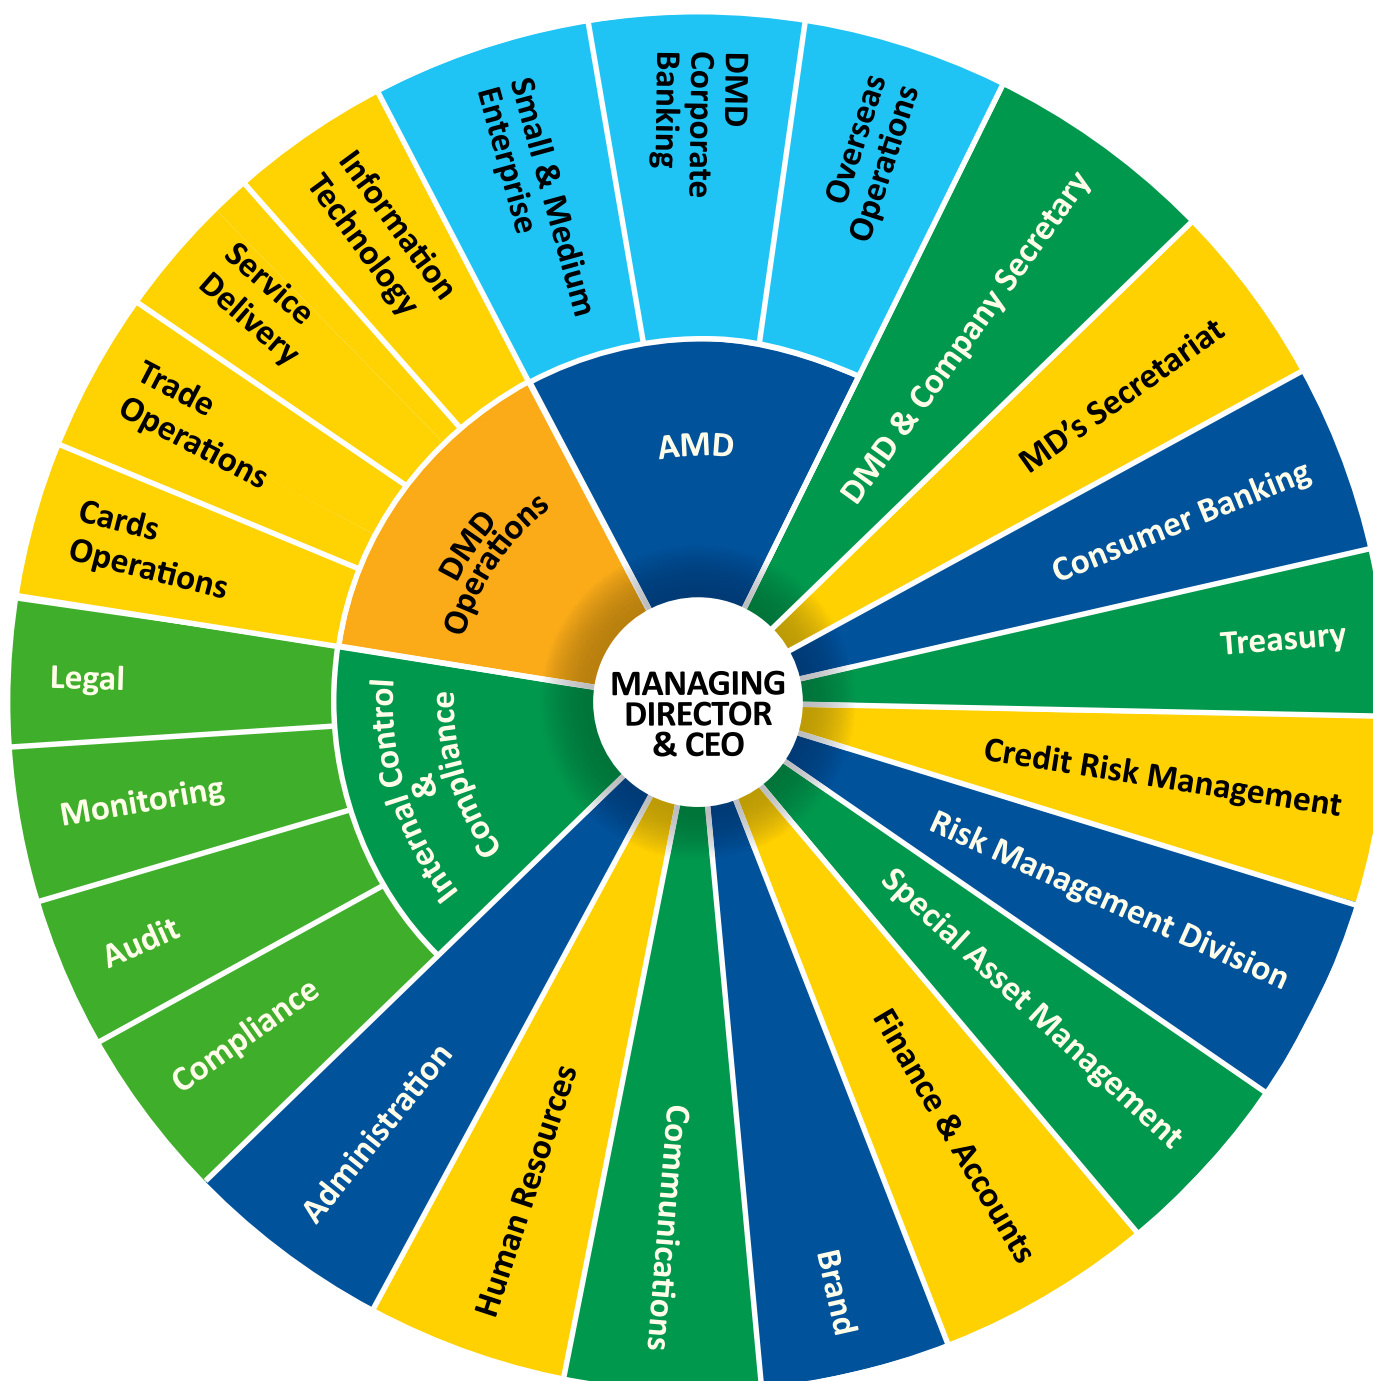 MANAGING
DIRECTOR
& CEO
AMD
Small & Medium
Enterprise
DMD
Corporate
Banking
Overseas
Operations
DMD & Company Secretary
MD’s Secretariat
Consumer Banking
Treasury
Credit Risk Management
Risk Management Division
Special Asset Management
Finance & Accounts
Brand
Communications
Human Resources
Administration
Internal Control
&
Compliance
Compliance
Audit
Monitoring
Legal
DMD
Operations
Cards
Operations
Trade
Operations
Service
Delivery
Information
Technology